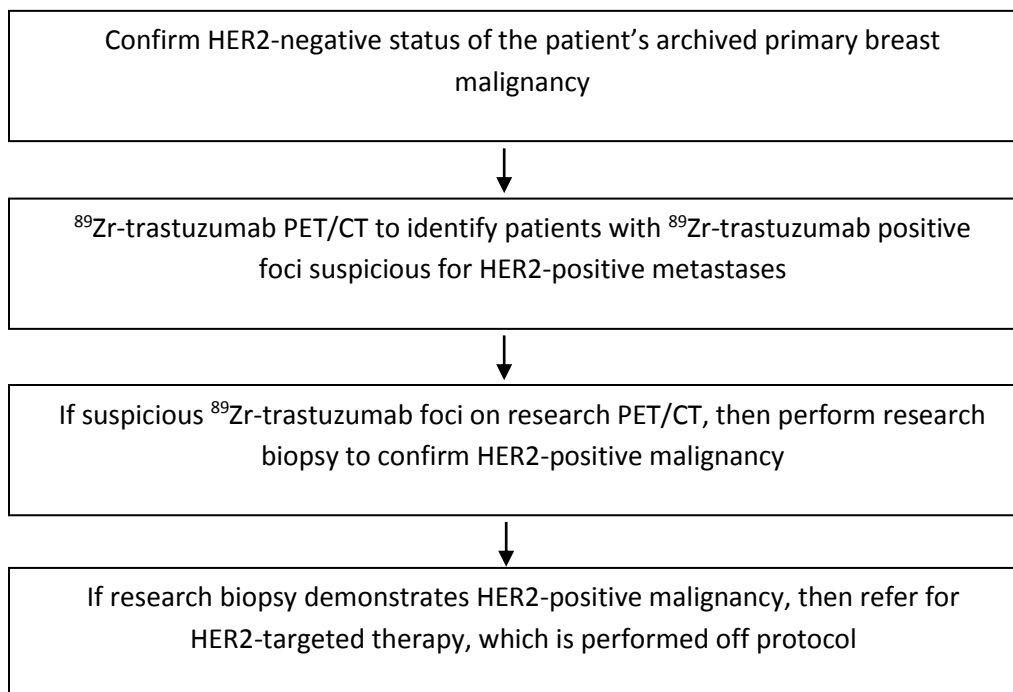 Confirm HER2-negative status of the patient’s archived primary breast
malignancy
⁸⁹Zr-trastuzumab PET/CT to identify patients with ⁸⁹Zr-trastuzumab positive
foci suspicious for HER2-positive metastases
If suspicious ⁸⁹Zr-trastuzumab foci on research PET/CT, then perform research
biopsy to confirm HER2-positive malignancy
If research biopsy demonstrates HER2-positive malignancy, then refer for
HER2-targeted therapy, which is performed off protocol